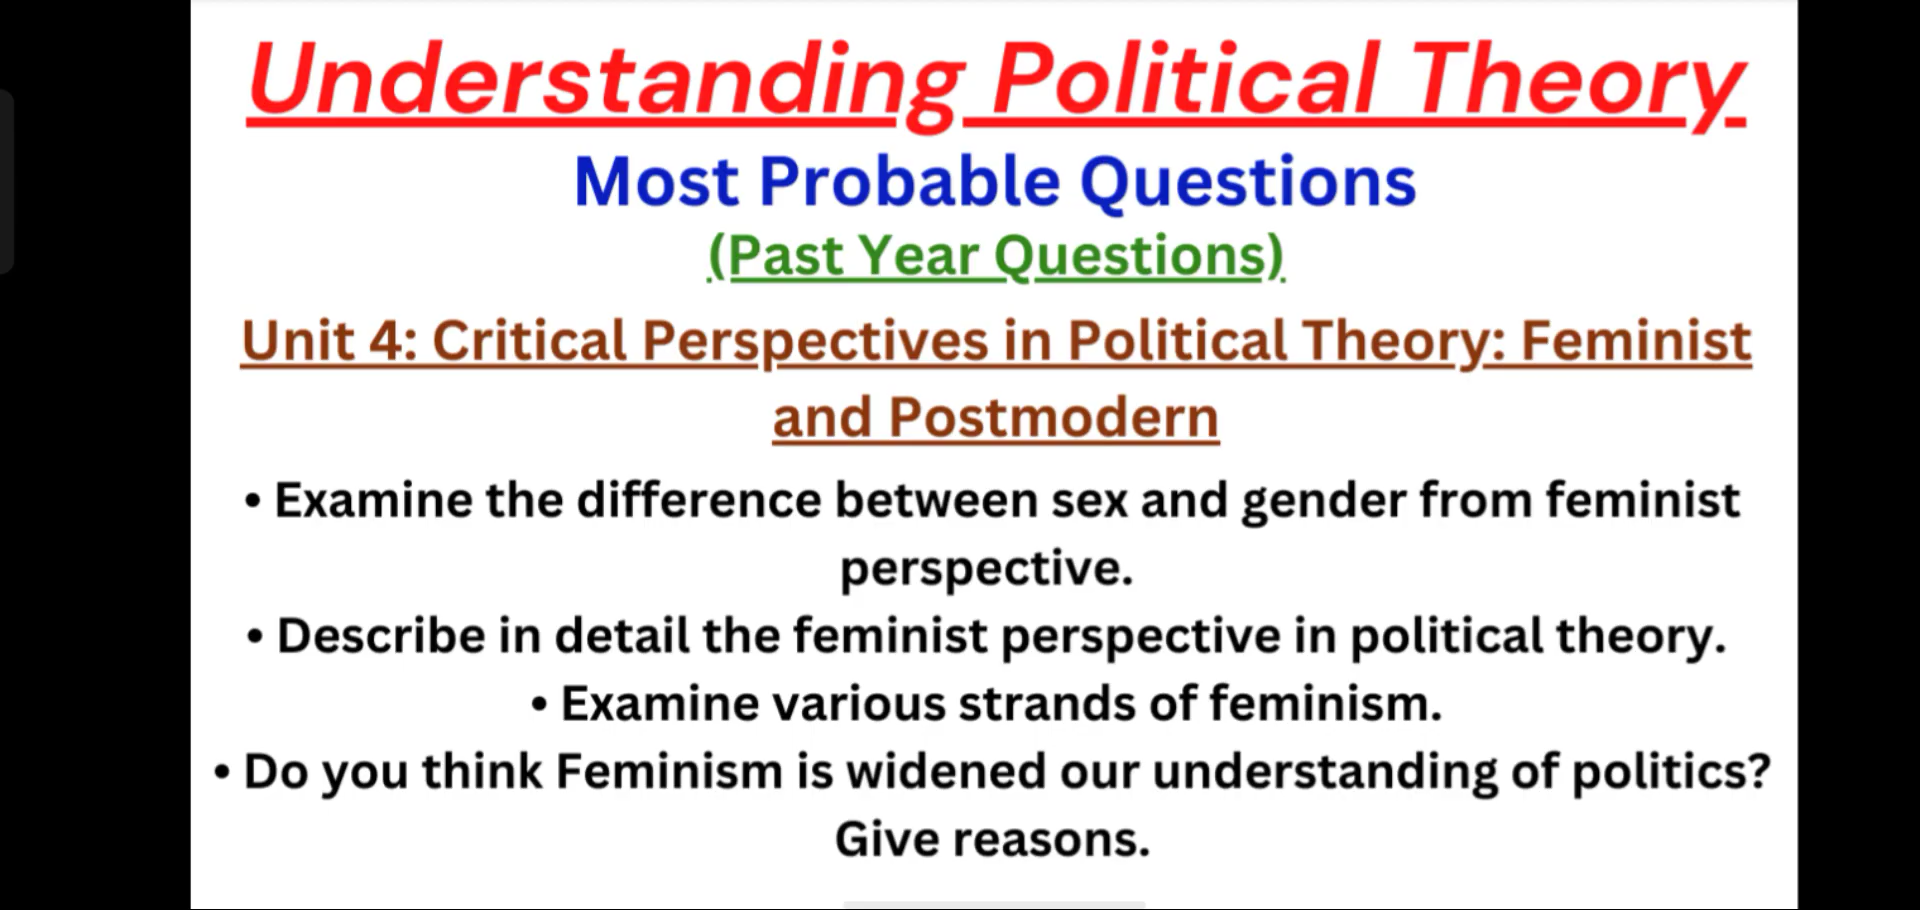 Understanding Political Theory
Most Probable Questions
(Past Year Questions)
Unit 4: Critical Perspectives in Political Theory: Feminist
and Postmodern
• Examine the difference between sex and gender from feminist
perspective.
• Describe in detail the feminist perspective in political theory.
• Examine various strands of feminism.
• Do you think Feminism is widened our understanding of politics?
Give reasons.